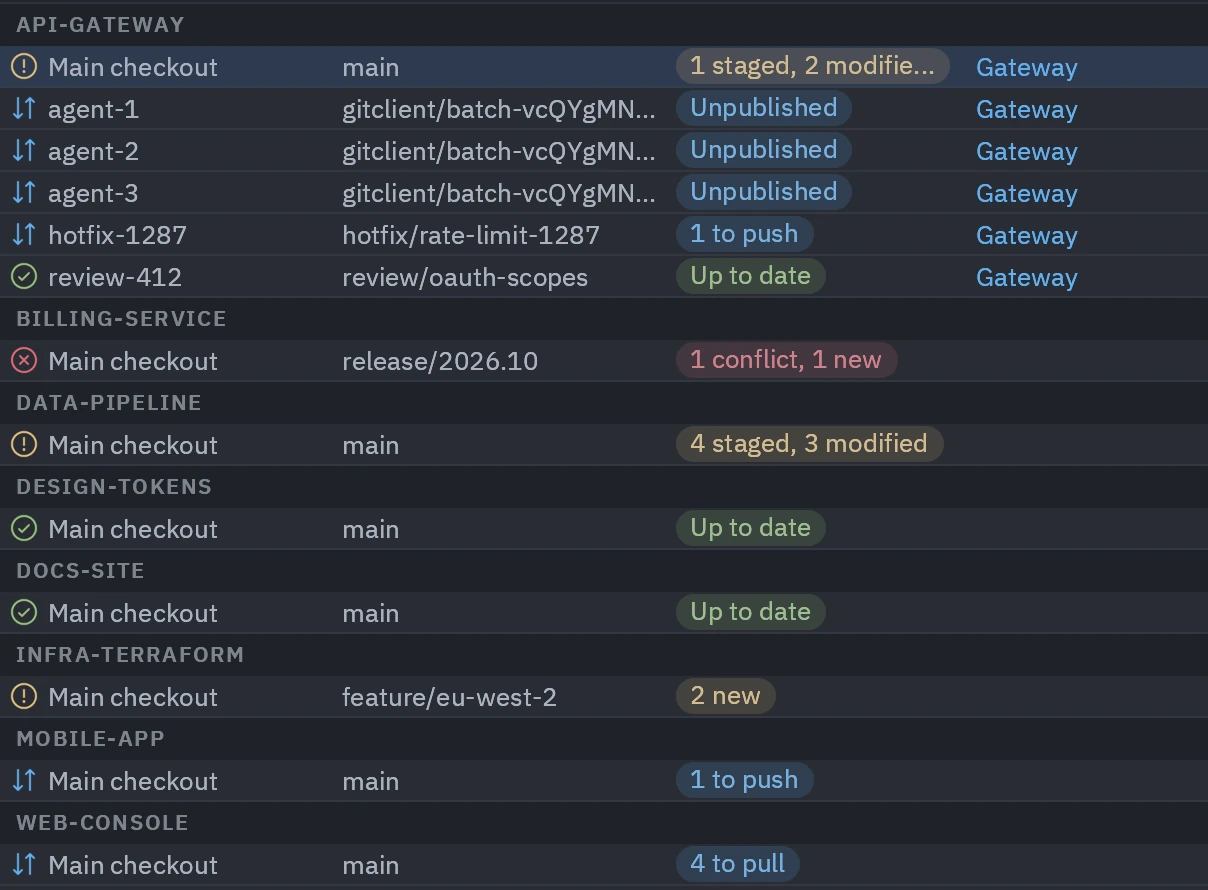 API-GATEWAY
Main checkout main 1 staged, 2 modifie... Gateway
agent-1 gitclient/batch-vcQYgMN... Unpublished Gateway
agent-2 gitclient/batch-vcQYgMN... Unpublished Gateway
agent-3 gitclient/batch-vcQYgMN... Unpublished Gateway
hotfix-1287 hotfix/rate-limit-1287 1 to push Gateway
review-412 review/oauth-scopes Up to date Gateway
BILLING-SERVICE
Main checkout release/2026.10 1 conflict, 1 new
DATA-PIPELINE
Main checkout main 4 staged, 3 modified
DESIGN-TOKENS
Main checkout main Up to date
DOCS-SITE
Main checkout main Up to date
INFRA-TERRAFORM
Main checkout feature/eu-west-2 2 new
MOBILE-APP
Main checkout main 1 to push
WEB-CONSOLE
Main checkout main 4 to pull